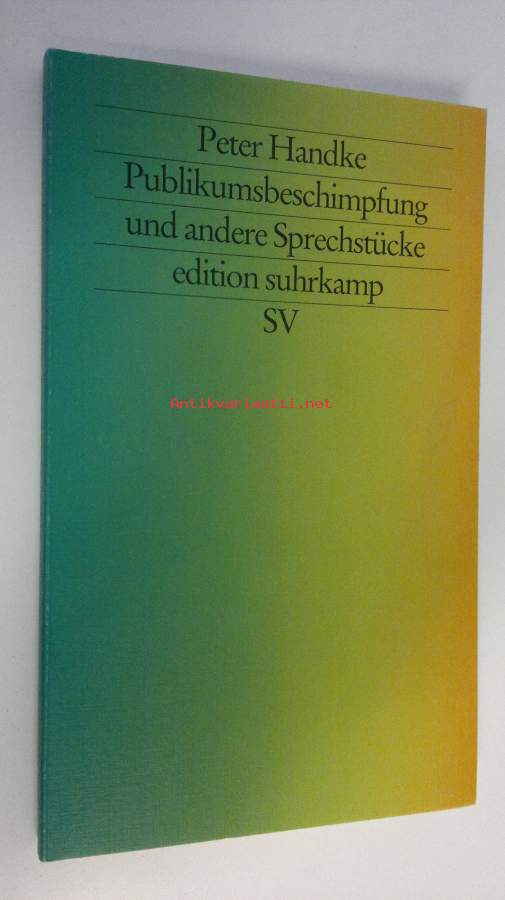 Peter Handke
Publikumsbeschimpfung
und andere Sprechstücke
edition suhrkamp
SV
Antikvariaatti.net